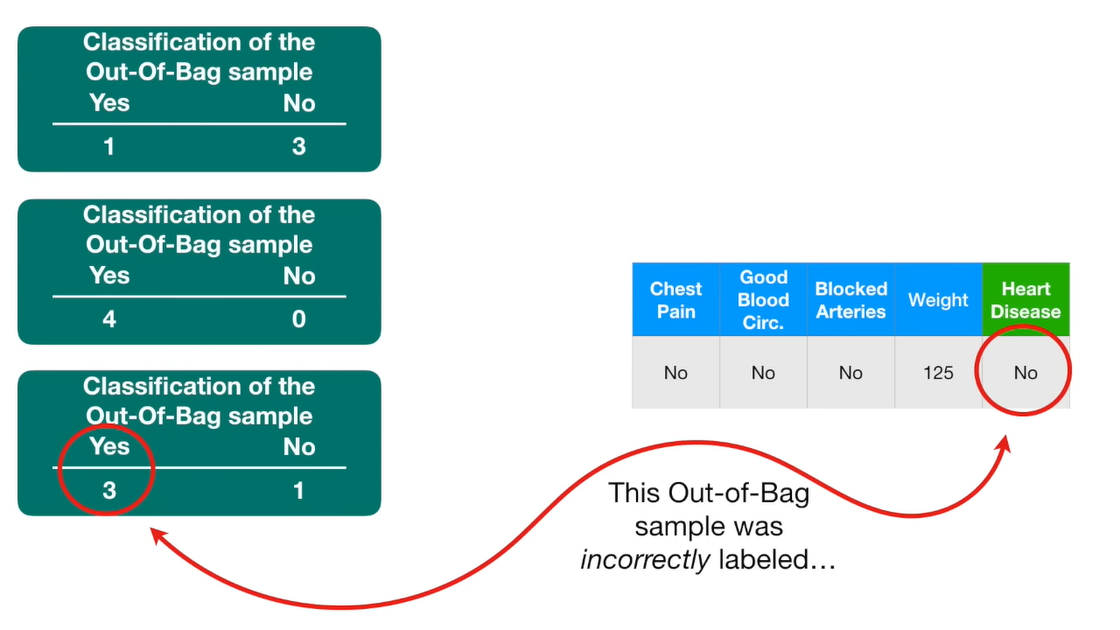 Classification of the
Out-Of-Bag sample
Yes No
1 3
Classification of the
Out-Of-Bag sample
Yes No
4 0
Classification of the
Out-Of-Bag sample
Yes No
3 1
Chest Pain Good Blood Circ. Blocked Arteries Weight Heart Disease
No No No 125 No
This Out-of-Bag
sample was
incorrectly labeled…